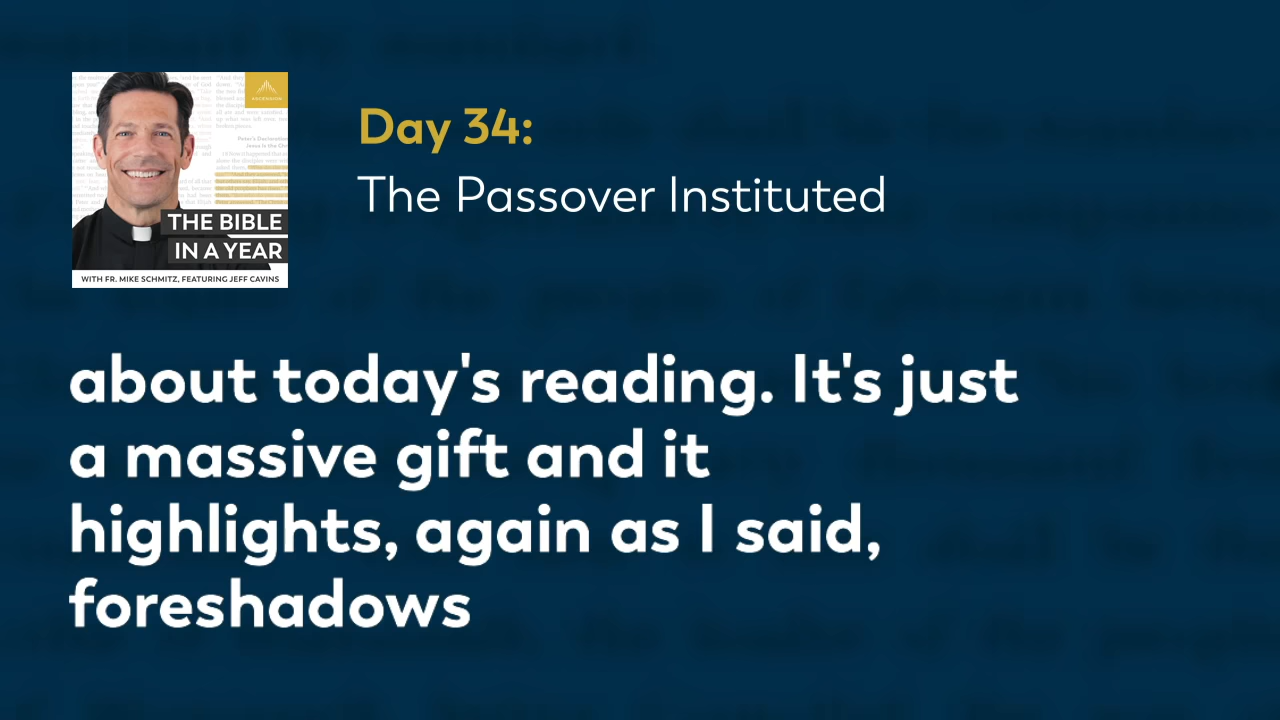 ASCENSION
THE BIBLE
IN A YEAR
WITH FR. MIKE SCHMITZ, FEATURING JEFF CAVINS
Day 34:
The Passover Instituted
about today's reading. It's just
a massive gift and it
highlights, again as I said,
foreshadows